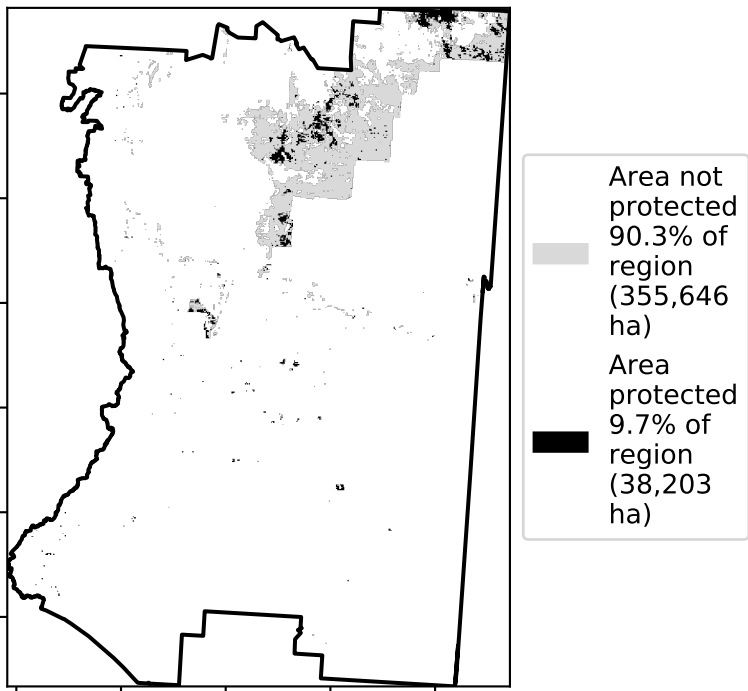 Area not
protected
90.3% of
region
(355,646
ha)
Area
protected
9.7% of
region
(38,203
ha)